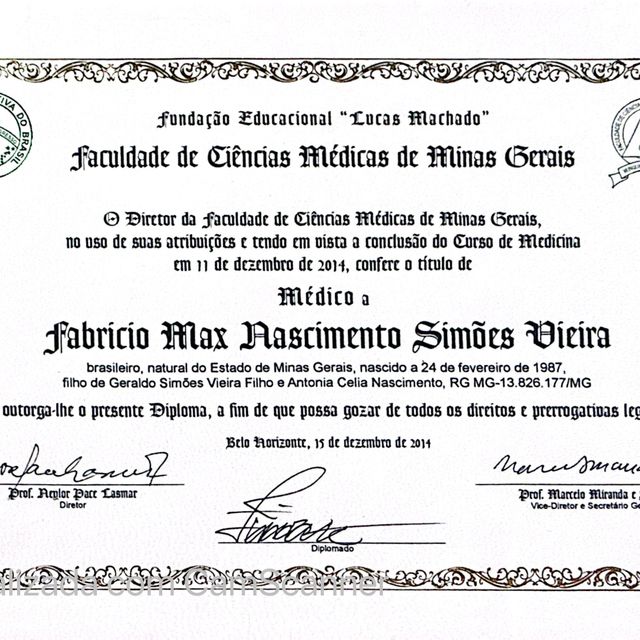 Fundação Educacional "Lucas Machado"
Faculdade de Ciências Médicas de Minas Gerais
O Diretor da Faculdade de Ciências Médicas de Minas Gerais,
no uso de suas atribuições e tendo em vista a conclusão do Curso de Medicina
em 11 de dezembro de 2014, confere o título de
Médico a
Fabricio Max Nascimento Simões Vieira
brasileiro, natural do Estado de Minas Gerais, nascido a 24 de fevereiro de 1987,
filho de Geraldo Simões Vieira Filho e Antonia Celia Nascimento, RG MG-13.826.177/MG
outorga-lhe o presente Diploma, a fim de que possa gozar de todos os direitos e prerrogativas leg
Belo Horizonte, 15 de dezembro de 2014
Prof. Neylor Pace Lasmar
Diretor
Prof. Marcelo Miranda e
Vice-Diretor e Secretário Ge
Diplomado
alizada com CamScanner